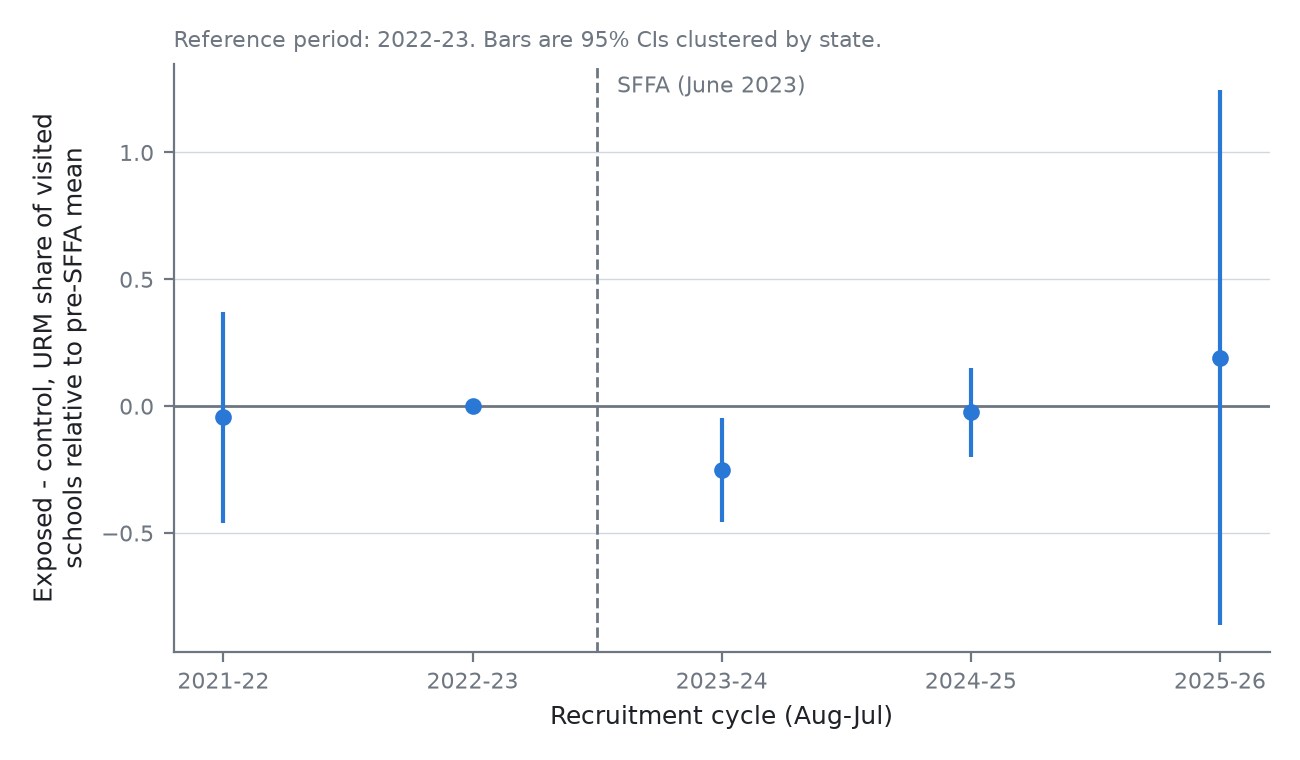 Reference period: 2022-23. Bars are 95% CIs clustered by state.
SFFA (June 2023)
Exposed - control, URM share of visited
schools relative to pre-SFFA mean
1.0
0.5
0.0
−0.5
2021-22
2022-23
2023-24
2024-25
2025-26
Recruitment cycle (Aug-Jul)